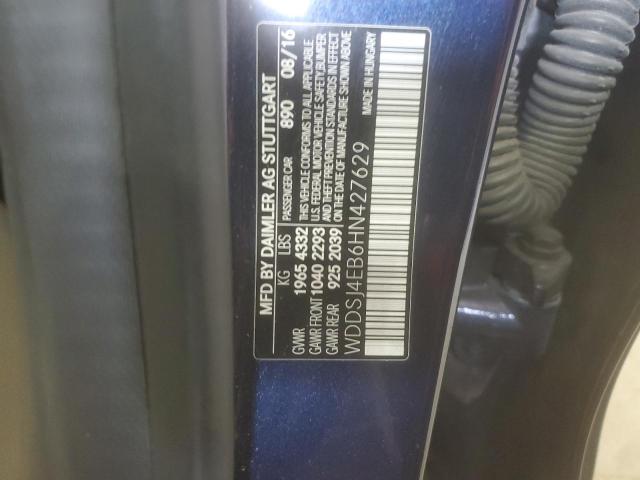 MFD BY DAIMLER AG STUTTGART
KG LBS PASSENGER CAR 890 08/16
GVWR 1965 4332 THIS VEHICLE CONFORMS TO ALL APPLICABLE
GAWR FRONT 1040 2293 U.S. FEDERAL MOTOR VEHICLE SAFETY, BUMPER
GAWR REAR 925 2039 AND THEFT PREVENTION STANDARDS IN EFFECT
ON THE DATE OF MANUFACTURE SHOWN ABOVE
WDDSJ4EB6HN427629 MADE IN HUNGARY